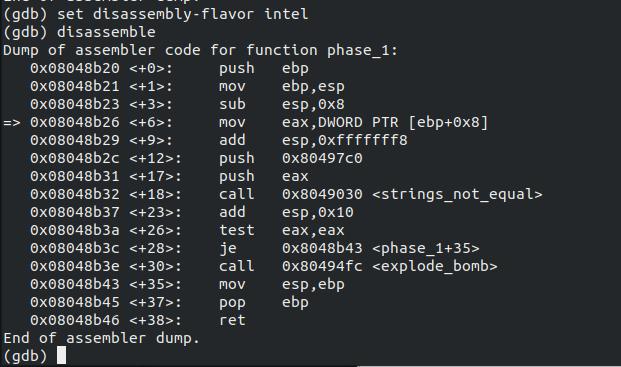 (gdb) set disassembly-flavor intel
(gdb) disassemble
Dump of assembler code for function phase_1:
   0x08048b20 <+0>:     push   ebp
   0x08048b21 <+1>:     mov    ebp,esp
   0x08048b23 <+3>:     sub    esp,0x8
=> 0x08048b26 <+6>:     mov    eax,DWORD PTR [ebp+0x8]
   0x08048b29 <+9>:     add    esp,0xfffffff8
   0x08048b2c <+12>:    push   0x80497c0
   0x08048b31 <+17>:    push   eax
   0x08048b32 <+18>:    call   0x8049030 <strings_not_equal>
   0x08048b37 <+23>:    add    esp,0x10
   0x08048b3a <+26>:    test   eax,eax
   0x08048b3c <+28>:    je     0x8048b43 <phase_1+35>
   0x08048b3e <+30>:    call   0x80494fc <explode_bomb>
   0x08048b43 <+35>:    mov    esp,ebp
   0x08048b45 <+37>:    pop    ebp
   0x08048b46 <+38>:    ret
End of assembler dump.
(gdb)